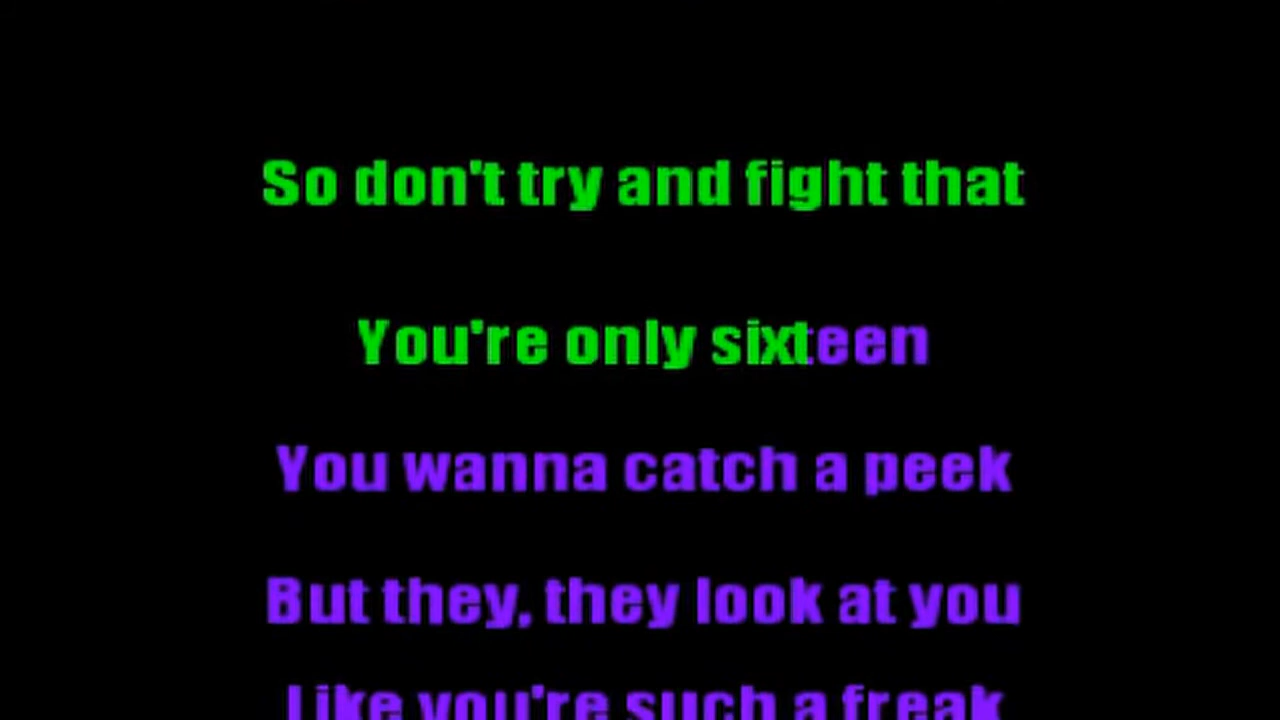 So don't try and fight that
You're only sixteen
You wanna catch a peek
But they, they look at you
Like you're such a freak